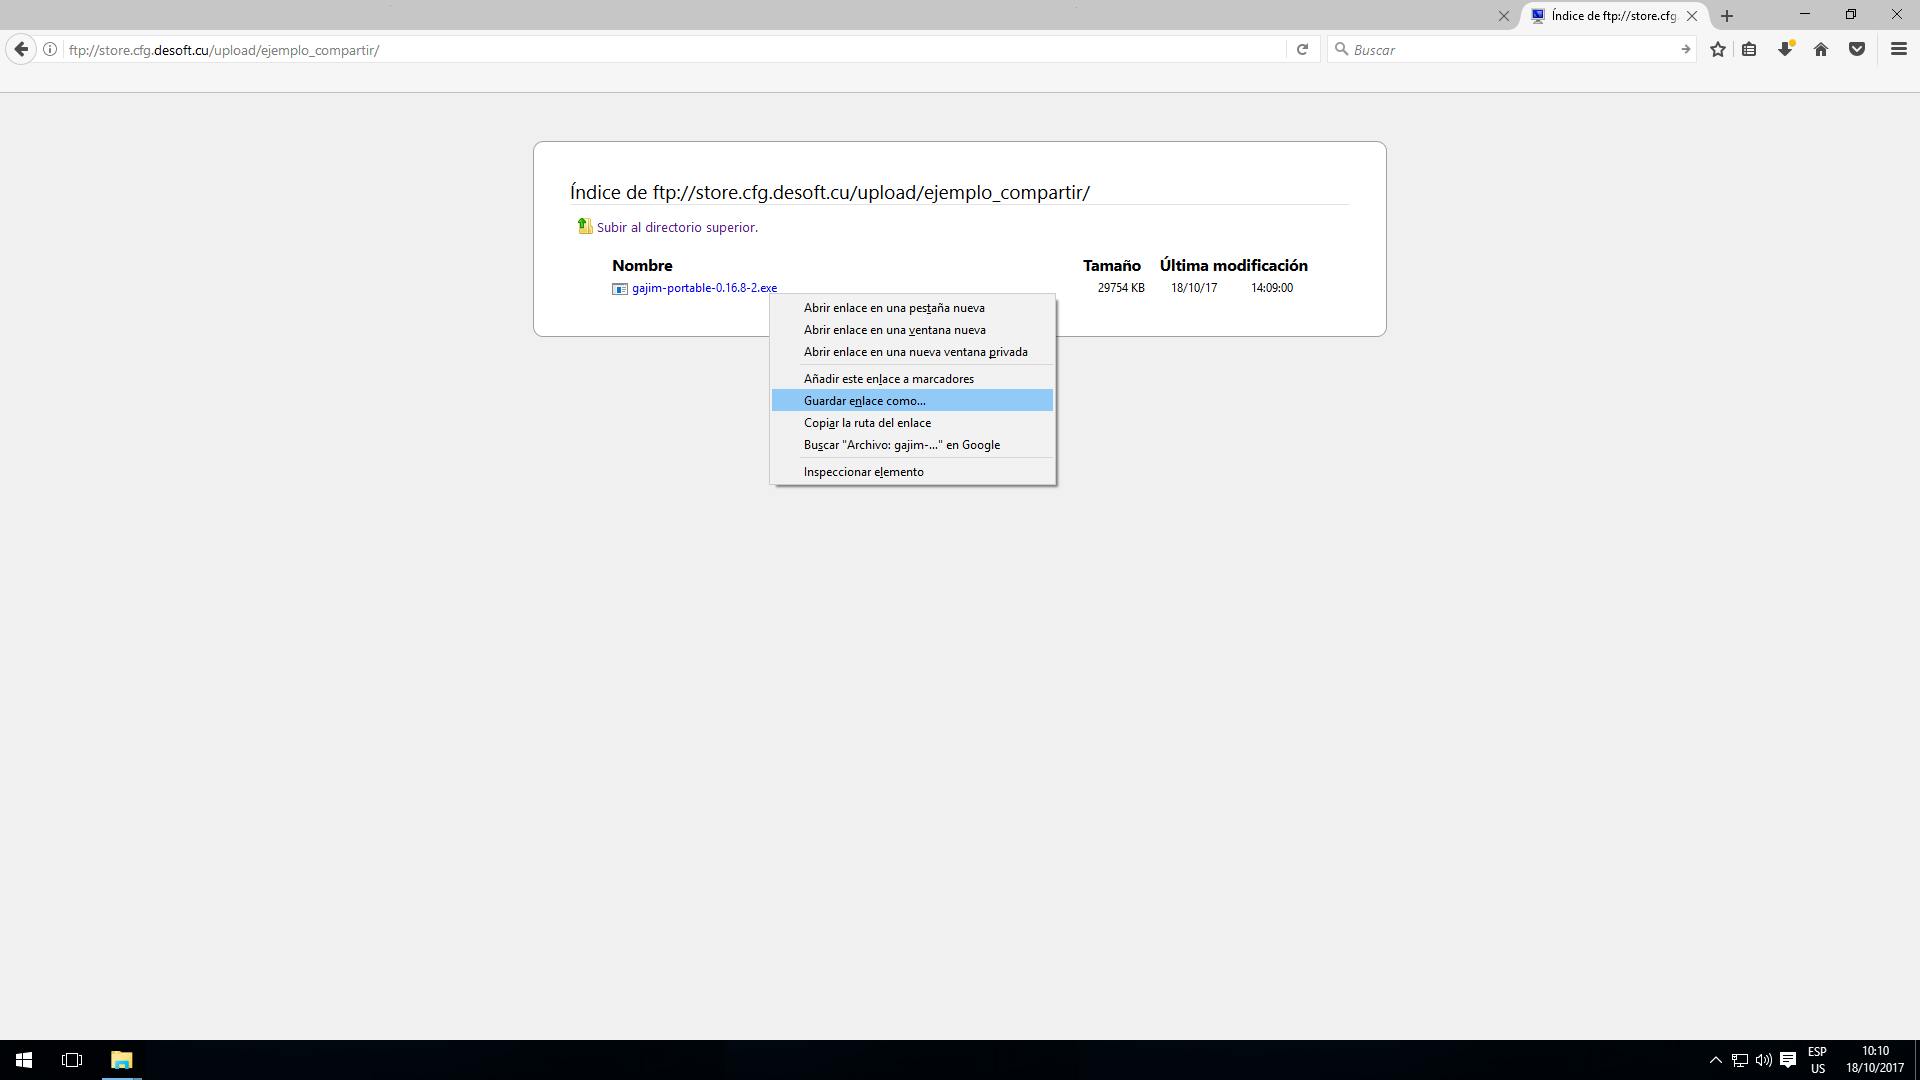 Índice de ftp://store.cfg
ftp://store.cfg.desoft.cu/upload/ejemplo_compartir/
Buscar
Índice de ftp://store.cfg.desoft.cu/upload/ejemplo_compartir/
Subir al directorio superior.
Nombre Tamaño Última modificación
gajim-portable-0.16.8-2.exe 29754 KB 18/10/17 14:09:00
Abrir enlace en una pestaña nueva
Abrir enlace en una ventana nueva
Abrir enlace en una nueva ventana privada
Añadir este enlace a marcadores
Guardar enlace como...
Copiar la ruta del enlace
Buscar "Archivo: gajim-..." en Google
Inspeccionar elemento
ESP 10:10
US 18/10/2017